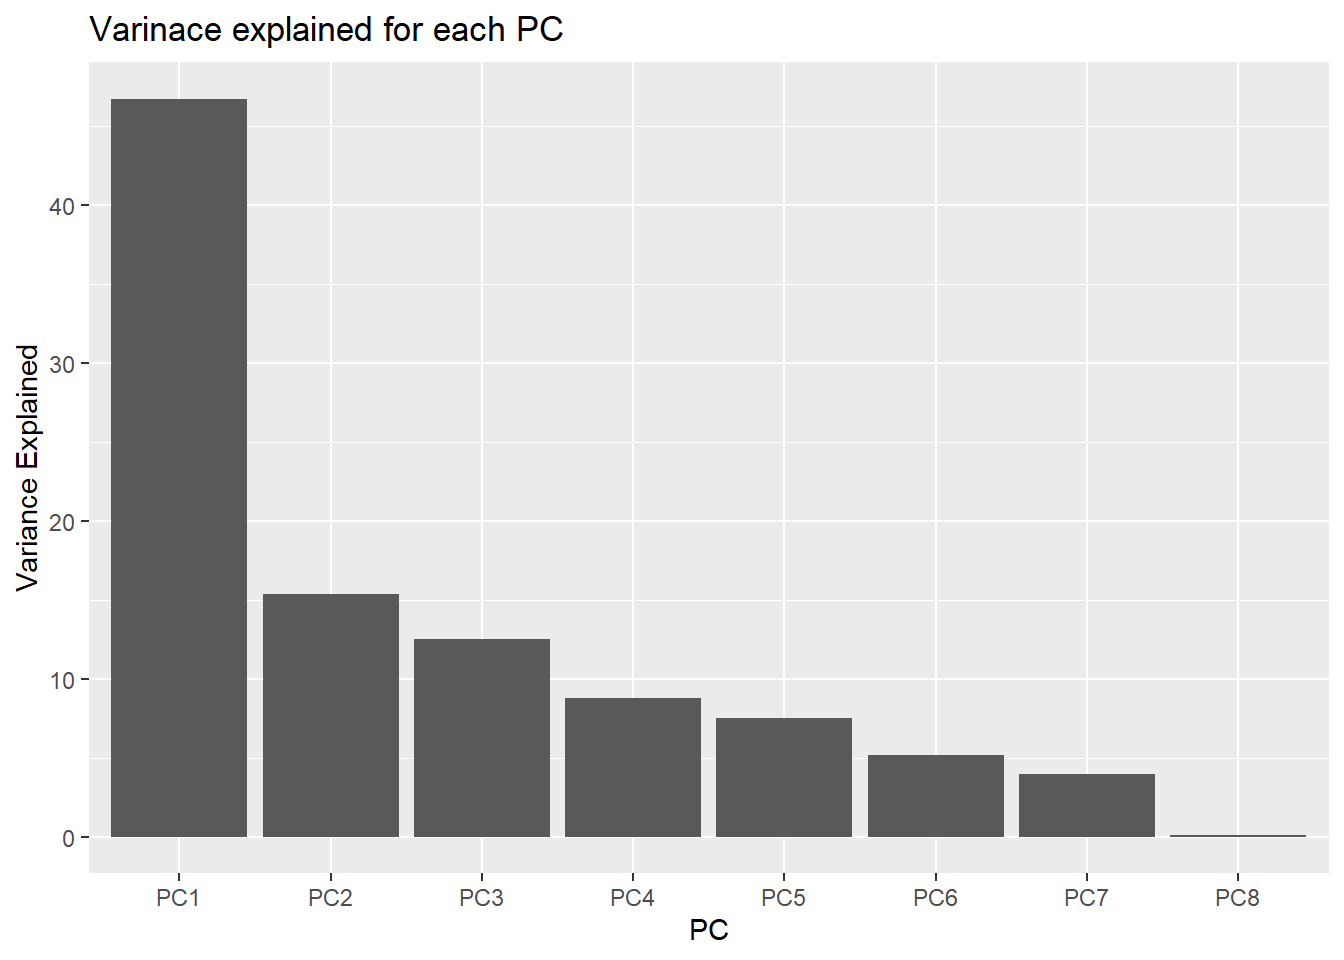 Varinace explained for each PC
Variance Explained
40
30
20
10
0
PC1 PC2 PC3 PC4 PC5 PC6 PC7 PC8
PC